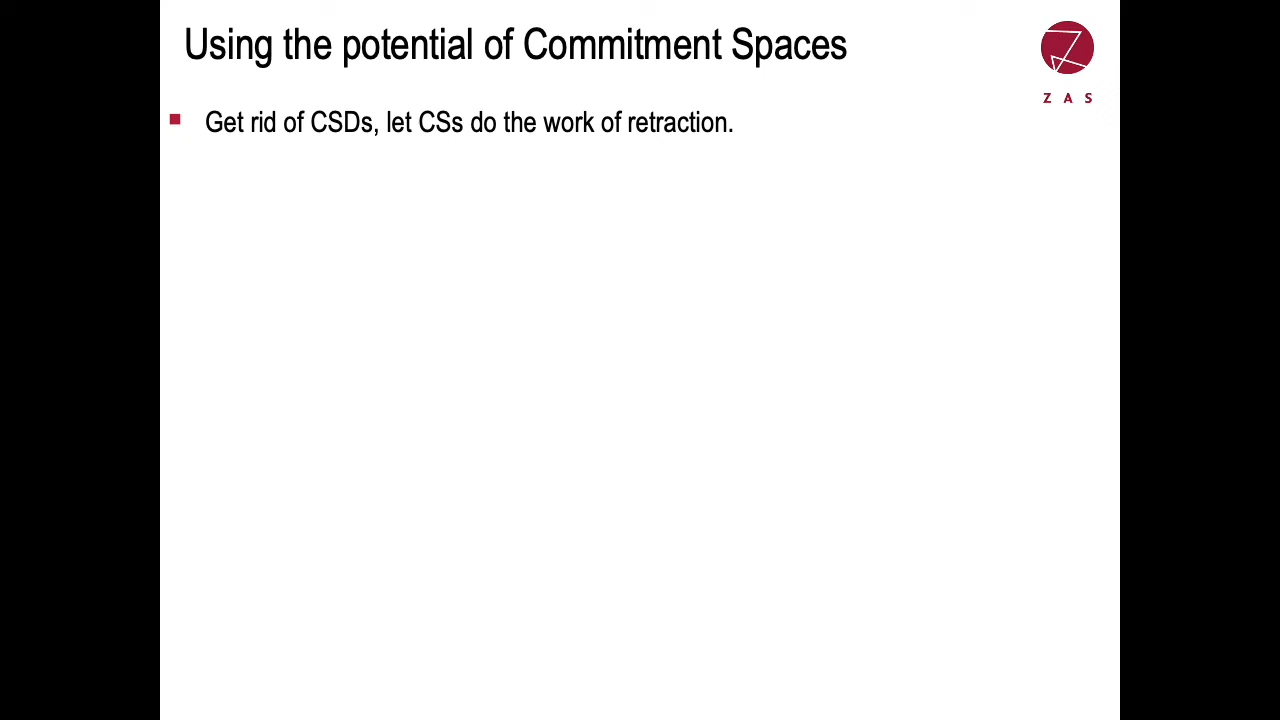 Using the potential of Commitment Spaces
Z A S
Get rid of CSDs, let CSs do the work of retraction.